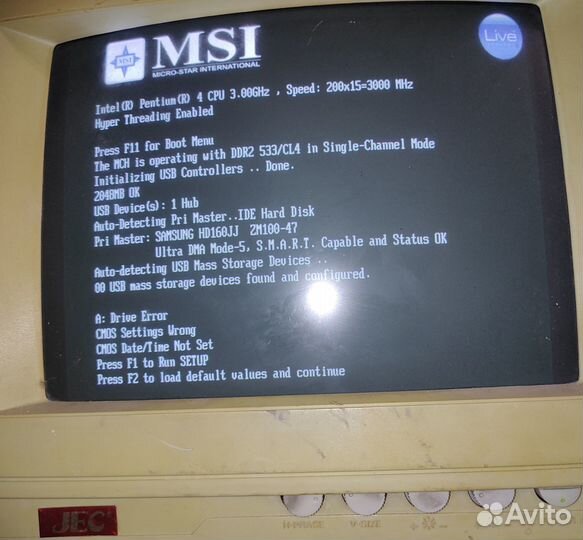 MSI
MSI
MICRO-STAR INTERNATIONAL
Live
Intel(R) Pentium(R) 4 CPU 3.00GHz , Speed: 200x15=3000 MHz
Hyper Threading Enabled
Press F11 for Boot Menu
The MCH is operating with DDR2 533/CL4 in Single-Channel Mode
Initializing USB Controllers .. Done.
2048MB OK
USB Device(s): 1 Hub
Auto-Detecting Pri Master..IDE Hard Disk
Pri Master: SAMSUNG HD160JJ  ZM100-47
Ultra DMA Mode-5, S.M.A.R.T. Capable and Status OK
Auto-detecting USB Mass Storage Devices ..
00 USB mass storage devices found and configured.
A: Drive Error
CMOS Settings Wrong
CMOS Date/Time Not Set
Press F1 to Run SETUP
Press F2 to load default values and continue
JEC
H-PHASE V-SIZE
Avito